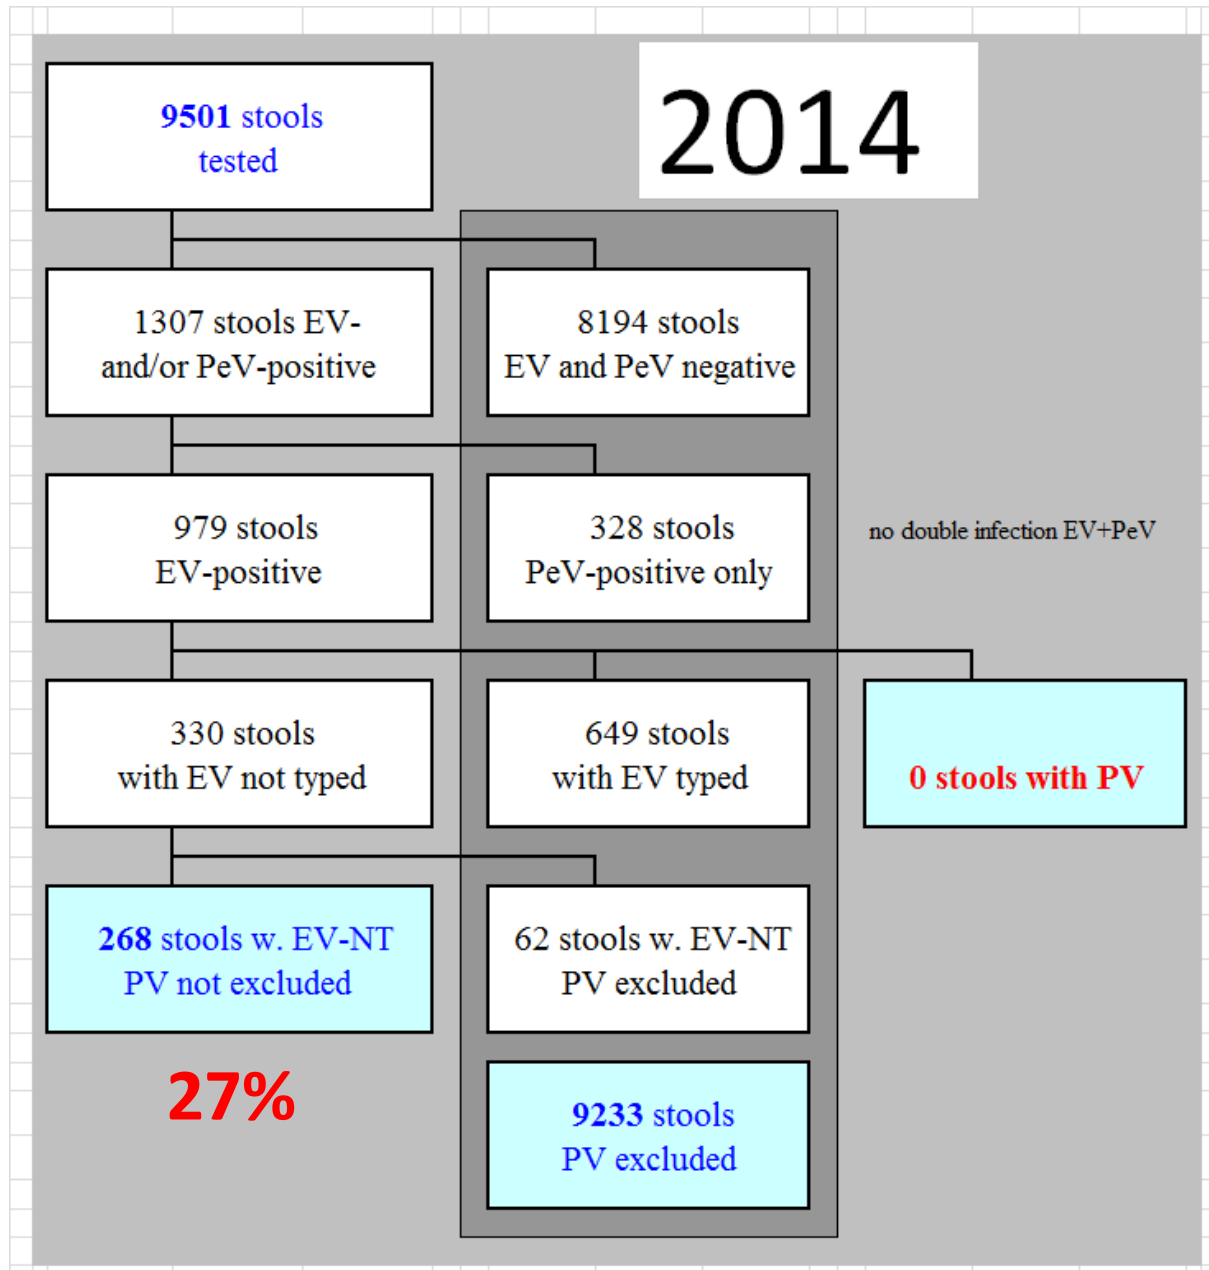 9501 stools
tested
2014
1307 stools EV-
and/or PeV-positive
8194 stools
EV and PeV negative
979 stools
EV-positive
328 stools
PeV-positive only
no double infection EV+PeV
330 stools
with EV not typed
649 stools
with EV typed
0 stools with PV
268 stools w. EV-NT
PV not excluded
62 stools w. EV-NT
PV excluded
27%
9233 stools
PV excluded